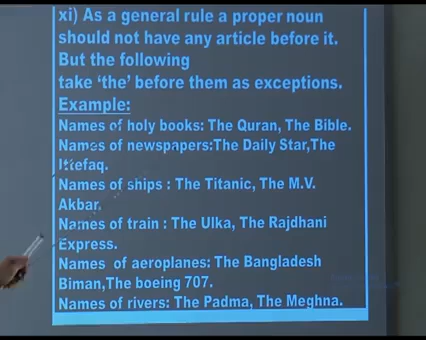 xi) As a general rule a proper noun
should not have any article before it.
But the following
take ‘the’ before them as exceptions.
Example:
Names of holy books: The Quran, The Bible.
Names of newspapers:The Daily Star,The
Ittefaq.
Names of ships : The Titanic, The M.V.
Akbar.
Names of train : The Ulka, The Rajdhani
Express.
Names of aeroplanes: The Bangladesh
Biman,The boeing 707.
Names of rivers: The Padma, The Meghna.